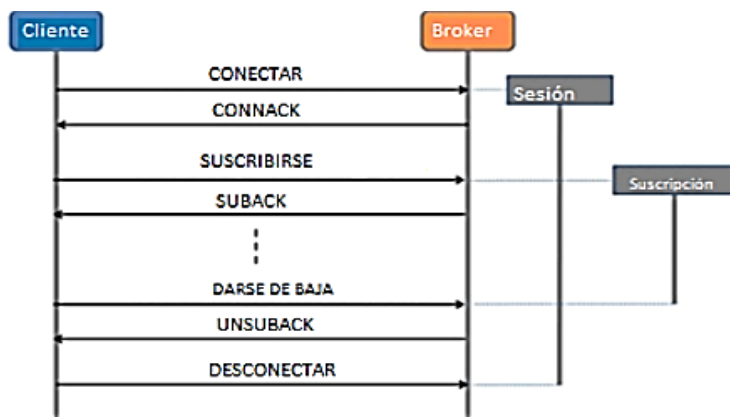 Cliente
Broker
CONECTAR
Sesión
CONNACK
SUSCRIBIRSE
Suscripción
SUBACK
DARSE DE BAJA
UNSUBACK
DESCONECTAR